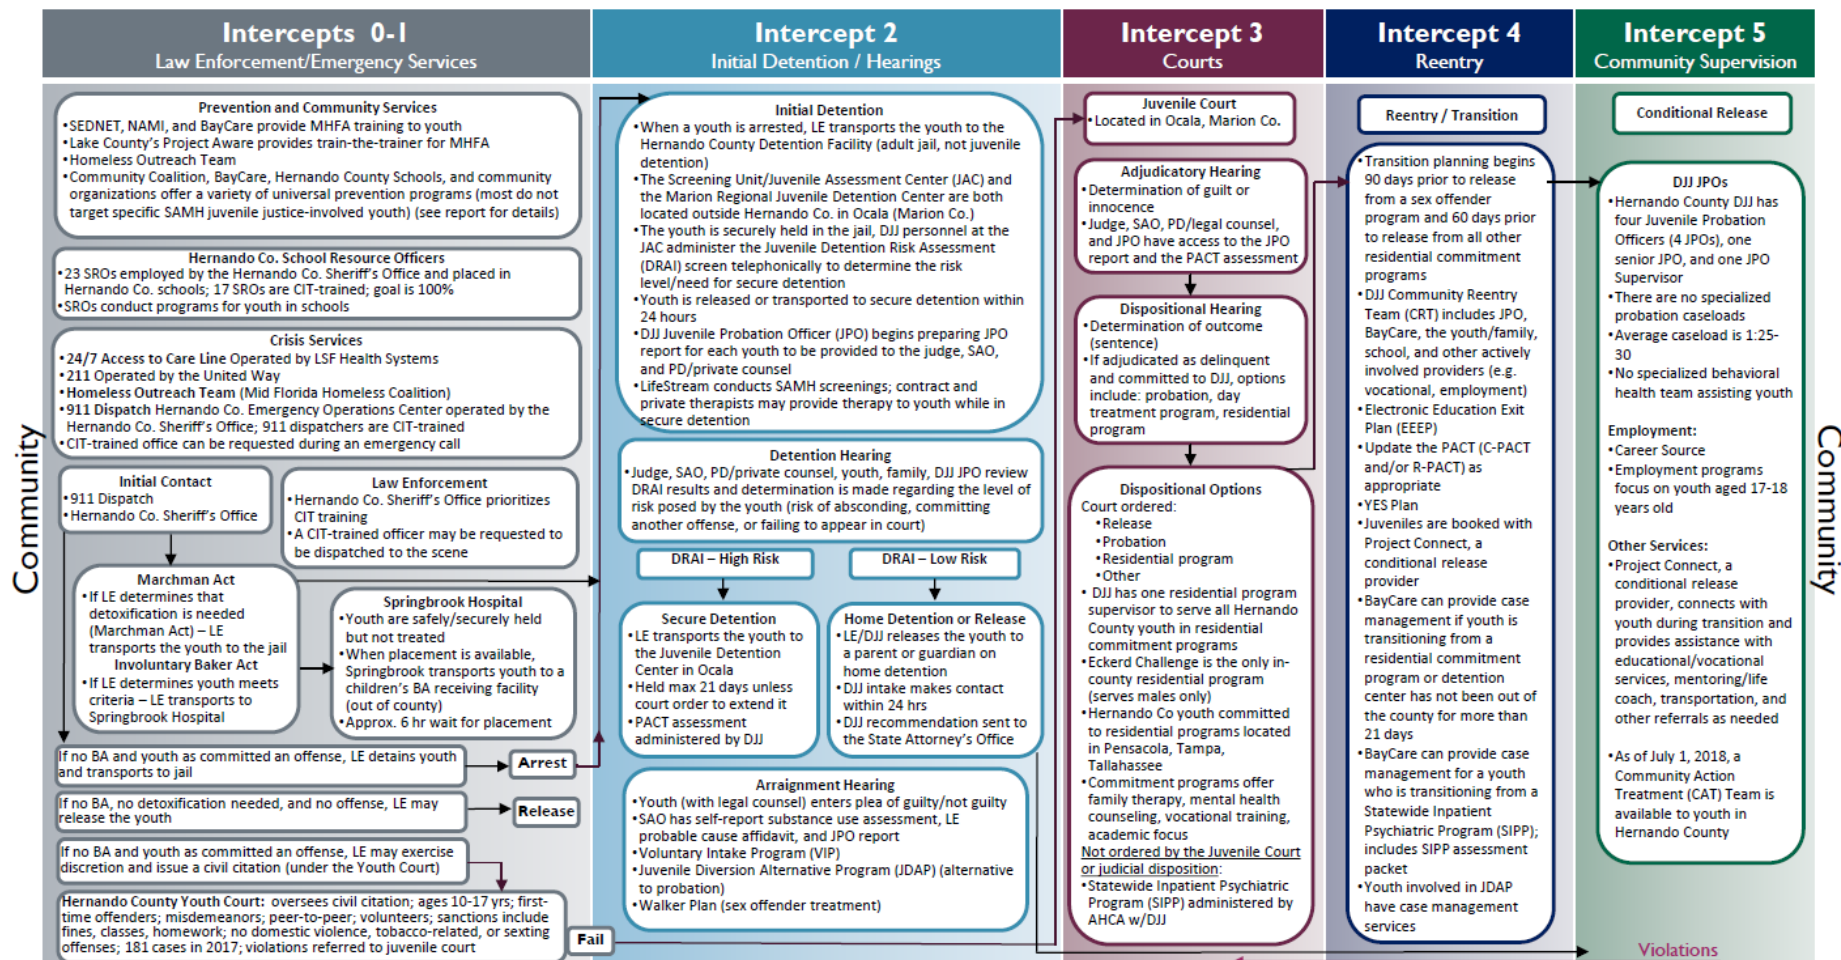 Intercepts 0-1
Law Enforcement/Emergency Services
Intercept 2
Initial Detention / Hearings
Intercept 3
Courts
Intercept 4
Reentry
Intercept 5
Community Supervision
Community
Prevention and Community Services
•SEDNET, NAMI, and BayCare provide MHFA training to youth
•Lake County's Project Aware provides train-the-trainer for MHFA
•Homeless Outreach Team
•Community Coalition, BayCare, Hernando County Schools, and community
organizations offer a variety of universal prevention programs (most do not
target specific SAMH juvenile justice-involved youth) (see report for details)
Hernando Co. School Resource Officers
•23 SROs employed by the Hernando Co. Sheriff's Office and placed in
Hernando Co. schools; 17 SROs are CIT-trained; goal is 100%
•SROs conduct programs for youth in schools
Crisis Services
•24/7 Access to Care Line Operated by LSF Health Systems
•211 Operated by the United Way
•Homeless Outreach Team (Mid Florida Homeless Coalition)
•911 Dispatch Hernando Co. Emergency Operations Center operated by the
Hernando Co. Sheriff's Office; 911 dispatchers are CIT-trained
•CIT-trained office can be requested during an emergency call
Initial Contact
•911 Dispatch
•Hernando Co. Sheriff's Office
Law Enforcement
•Hernando Co. Sheriff's Office prioritizes
CIT training
•A CIT-trained officer may be requested to
be dispatched to the scene
Marchman Act
• If LE determines that
detoxification is needed
(Marchman Act) – LE
transports the youth to the jail
Involuntary Baker Act
• If LE determines youth meets
criteria – LE transports to
Springbrook Hospital
Springbrook Hospital
•Youth are safely/securely held
but not treated
•When placement is available,
Springbrook transports youth to a
children's BA receiving facility
(out of county)
•Approx. 6 hr wait for placement
If no BA and youth as committed an offense, LE detains youth
and transports to jail
Arrest
If no BA, no detoxification needed, and no offense, LE may
release the youth
Release
If no BA and youth as committed an offense, LE may exercise
discretion and issue a civil citation (under the Youth Court)
Hernando County Youth Court: oversees civil citation; ages 10-17 yrs; first-
time offenders; misdemeanors; peer-to-peer; volunteers; sanctions include
fines, classes, homework; no domestic violence, tobacco-related, or sexting
offenses; 181 cases in 2017; violations referred to juvenile court
Fail
Initial Detention
•When a youth is arrested, LE transports the youth to the
Hernando County Detention Facility (adult jail, not juvenile
detention)
•The Screening Unit/Juvenile Assessment Center (JAC) and
the Marion Regional Juvenile Detention Center are both
located outside Hernando Co. in Ocala (Marion Co.)
•The youth is securely held in the jail, DJJ personnel at the
JAC administer the Juvenile Detention Risk Assessment
(DRAI) screen telephonically to determine the risk
level/need for secure detention
•Youth is released or transported to secure detention within
24 hours
•DJJ Juvenile Probation Officer (JPO) begins preparing JPO
report for each youth to be provided to the judge, SAO,
and PD/private counsel
•LifeStream conducts SAMH screenings; contract and
private therapists may provide therapy to youth while in
secure detention
Detention Hearing
•Judge, SAO, PD/private counsel, youth, family, DJJ JPO review
DRAI results and determination is made regarding the level of
risk posed by the youth (risk of absconding, committing
another offense, or failing to appear in court)
DRAI – High Risk
DRAI – Low Risk
Secure Detention
•LE transports the youth to
the Juvenile Detention
Center in Ocala
•Held max 21 days unless
court order to extend it
•PACT assessment
administered by DJJ
Home Detention or Release
•LE/DJJ releases the youth to
a parent or guardian on
home detention
•DJJ intake makes contact
within 24 hrs
•DJJ recommendation sent to
the State Attorney's Office
Arraignment Hearing
•Youth (with legal counsel) enters plea of guilty/not guilty
•SAO has self-report substance use assessment, LE
probable cause affidavit, and JPO report
•Voluntary Intake Program (VIP)
•Juvenile Diversion Alternative Program (JDAP) (alternative
to probation)
•Walker Plan (sex offender treatment)
Juvenile Court
•Located in Ocala, Marion Co.
Adjudicatory Hearing
•Determination of guilt or
innocence
•Judge, SAO, PD/legal counsel,
and JPO have access to the JPO
report and the PACT assessment
Dispositional Hearing
•Determination of outcome
(sentence)
•If adjudicated as delinquent
and committed to DJJ, options
include: probation, day
treatment program, residential
program
Dispositional Options
Court ordered:
•Release
•Probation
•Residential program
•Other
• DJJ has one residential program
supervisor to serve all Hernando
County youth in residential
commitment programs
•Eckerd Challenge is the only in-
county residential program
(serves males only)
•Hernando Co youth committed
to residential programs located
in Pensacola, Tampa,
Tallahassee
•Commitment programs offer
family therapy, mental health
counseling, vocational training,
academic focus
Not ordered by the Juvenile Court
or judicial disposition:
•Statewide Inpatient Psychiatric
Program (SIPP) administered by
AHCA w/DJJ
Reentry / Transition
•Transition planning begins
90 days prior to release
from a sex offender
program and 60 days prior
to release from all other
residential commitment
programs
•DJJ Community Reentry
Team (CRT) includes JPO,
BayCare, the youth/family,
school, and other actively
involved providers (e.g.
vocational, employment)
•Electronic Education Exit
Plan (EEEP)
•Update the PACT (C-PACT
and/or R-PACT) as
appropriate
•YES Plan
•Juveniles are booked with
Project Connect, a
conditional release
provider
•BayCare can provide case
management if youth is
transitioning from a
residential commitment
program or detention
center has not been out of
the county for more than
21 days
•BayCare can provide case
management for a youth
who is transitioning from a
Statewide Inpatient
Psychiatric Program (SIPP);
includes SIPP assessment
packet
•Youth involved in JDAP
have case management
services
Conditional Release
DJJ JPOs
•Hernando County DJJ has
four Juvenile Probation
Officers (4 JPOs), one
senior JPO, and one JPO
Supervisor
•There are no specialized
probation caseloads
•Average caseload is 1:25-
30
•No specialized behavioral
health team assisting youth
Employment:
•Career Source
•Employment programs
focus on youth aged 17-18
years old
Other Services:
•Project Connect, a
conditional release
provider, connects with
youth during transition and
provides assistance with
educational/vocational
services, mentoring/life
coach, transportation, and
other referrals as needed
•As of July 1, 2018, a
Community Action
Treatment (CAT) Team is
available to youth in
Hernando County
Violations
Community